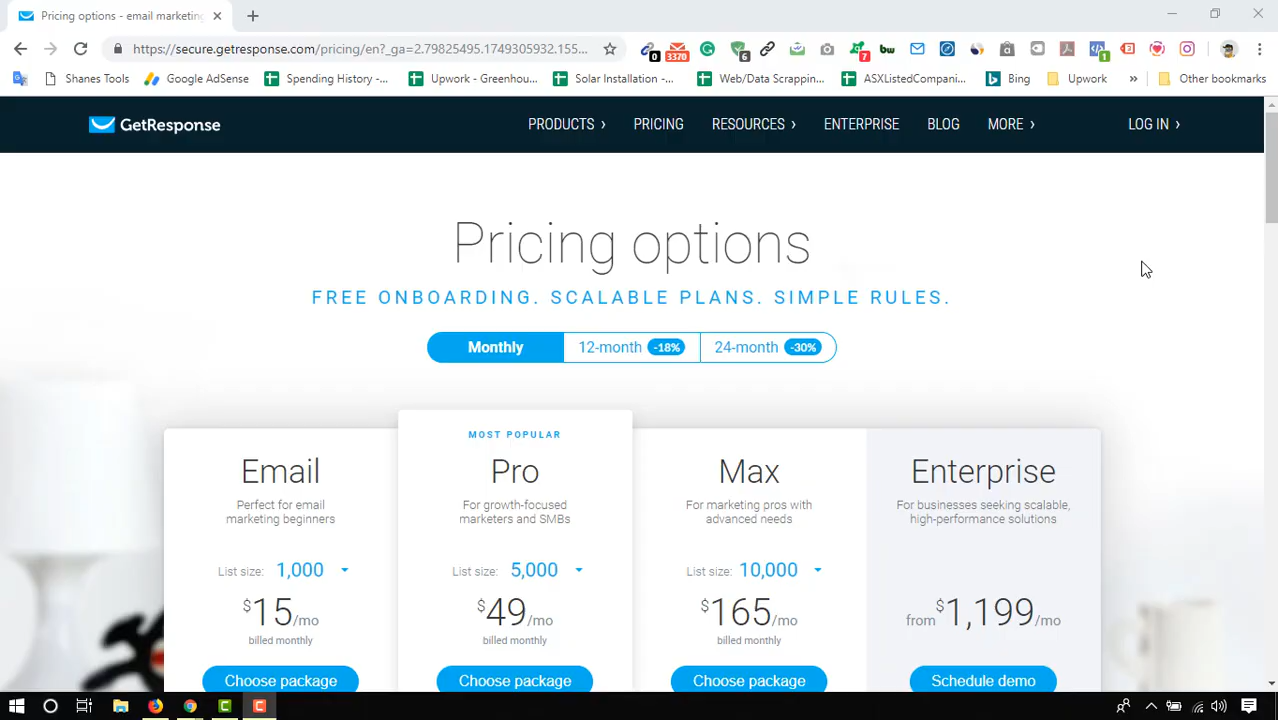 Pricing options - email marketing
https://secure.getresponse.com/pricing/en?_ga=2.79825495.1749305932.155...
0
3370
6
bw
7
1
Shanes Tools
Google AdSense
Spending History -...
Upwork - Greenhou...
Solar Installation -...
Web/Data Scrappin...
ASXListedCompani...
Bing
Upwork
»
Other bookmarks
GetResponse
PRODUCTS ›
PRICING
RESOURCES ›
ENTERPRISE
BLOG
MORE ›
LOG IN ›
Pricing options
FREE ONBOARDING. SCALABLE PLANS. SIMPLE RULES.
Monthly
12-month -18%
24-month -30%
Email
Perfect for email
marketing beginners
List size: 1,000
$15/mo
billed monthly
Choose package
MOST POPULAR
Pro
For growth-focused
marketers and SMBs
List size: 5,000
$49/mo
billed monthly
Choose package
Max
For marketing pros with
advanced needs
List size: 10,000
$165/mo
billed monthly
Choose package
Enterprise
For businesses seeking scalable,
high-performance solutions
from $1,199/mo
Schedule demo